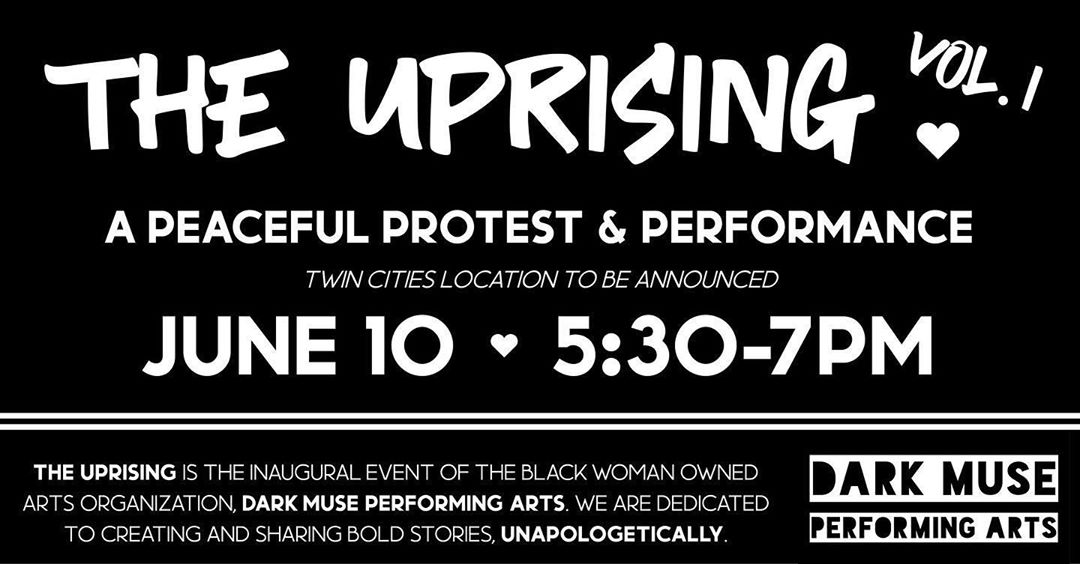 THE UPRISING VOL. 1
A PEACEFUL PROTEST & PERFORMANCE
TWIN CITIES LOCATION TO BE ANNOUNCED
JUNE 10 ♥ 5:30-7PM
THE UPRISING IS THE INAUGURAL EVENT OF THE BLACK WOMAN OWNED
ARTS ORGANIZATION, DARK MUSE PERFORMING ARTS. WE ARE DEDICATED
TO CREATING AND SHARING BOLD STORIES, UNAPOLOGETICALLY.
DARK MUSE
PERFORMING ARTS